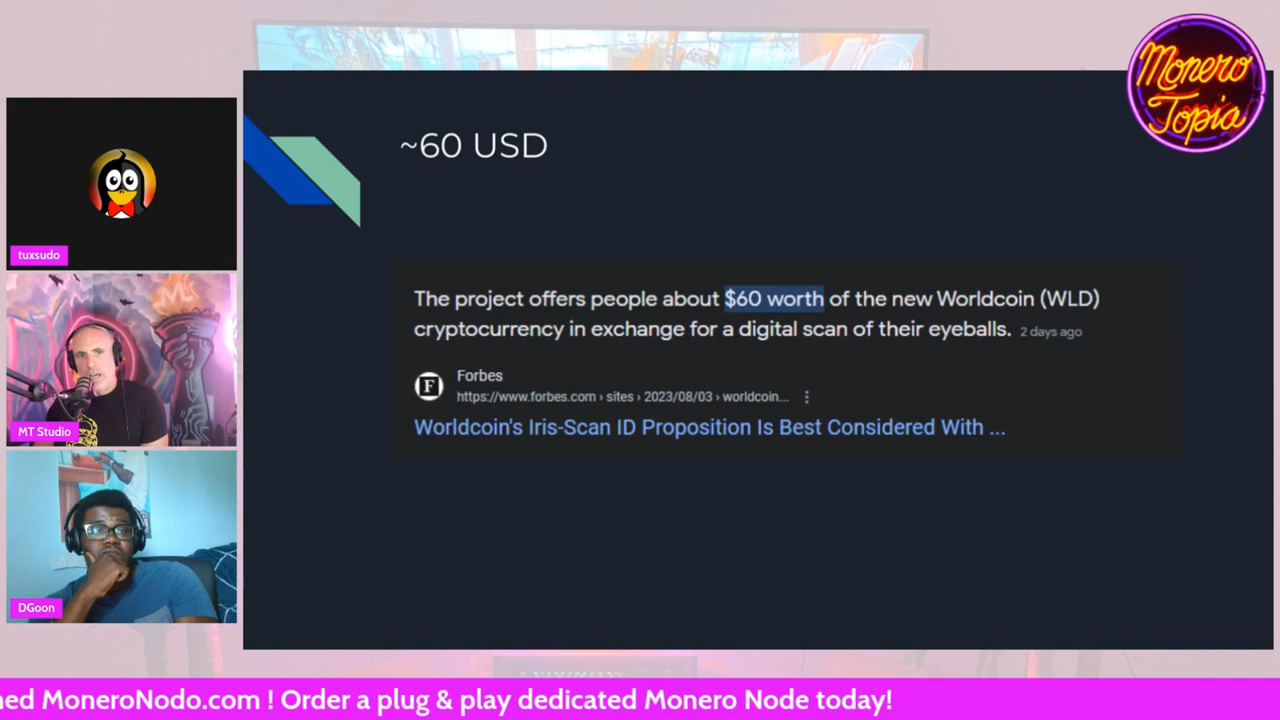 Monero
Topia
~60 USD
tuxsudo
The project offers people about $60 worth of the new Worldcoin (WLD)
cryptocurrency in exchange for a digital scan of their eyeballs. 2 days ago
F
Forbes
https://www.forbes.com › sites › 2023/08/03 › worldcoin...
Worldcoin's Iris-Scan ID Proposition Is Best Considered With ...
MT Studio
DGoon
ned MoneroNodo.com ! Order a plug & play dedicated Monero Node today!